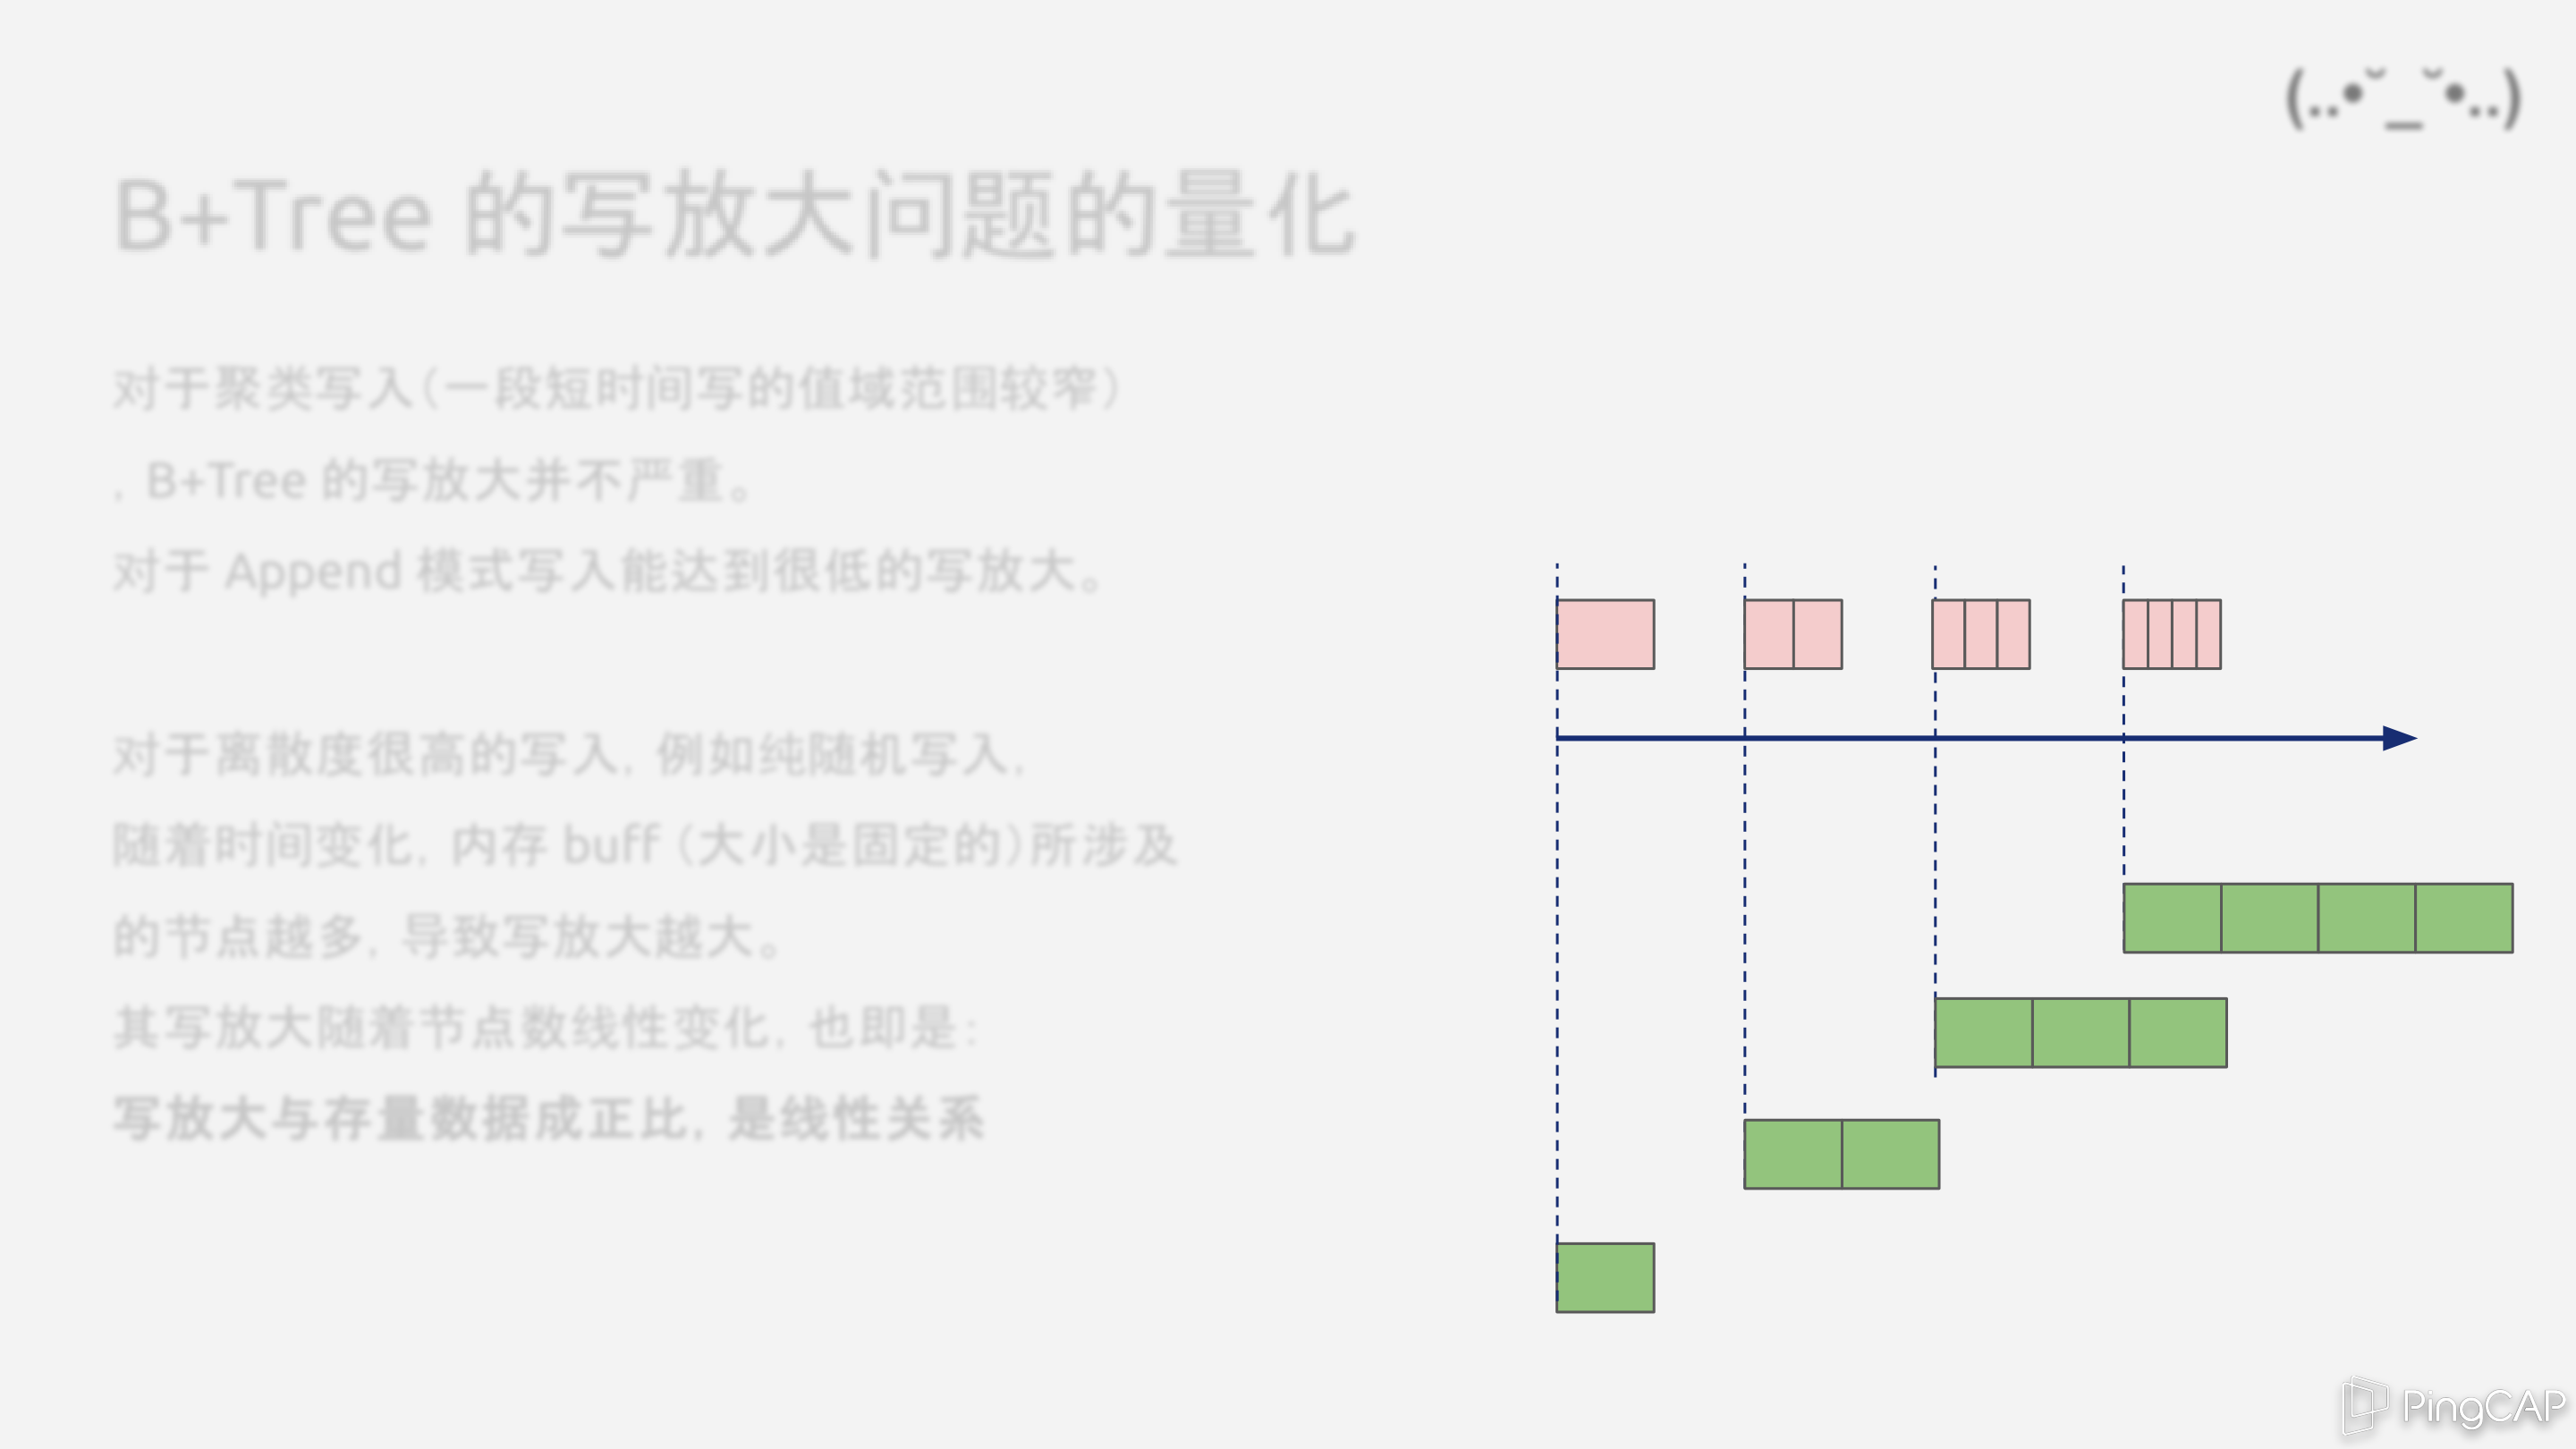 (..•˘_˘•..)
B+Tree 的写放大问题的量化
对于聚类写入（一段短时间写的值域范围较窄）
，B+Tree 的写放大并不严重。
对于 Append 模式写入能达到很低的写放大。
对于离散度很高的写入，例如纯随机写入，
随着时间变化，内存 buff（大小是固定的）所涉及
的节点越多，导致写放大越大。
其写放大随着节点数线性变化，也即是：
写放大与存量数据成正比，是线性关系
PingCAP